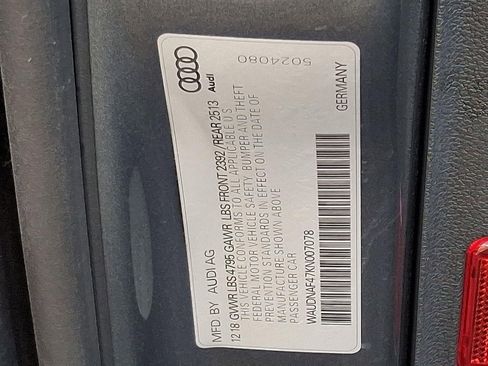 MFD BY AUDI AG
12 18 GVWR LBS 4795 GAWR LBS FRONT 2392 / REAR 2513
THIS VEHICLE CONFORMS TO ALL APPLICABLE U S
FEDERAL MOTOR VEHICLE SAFETY, BUMPER AND THEFT
PREVENTION STANDARDS IN EFFECT ON THE DATE OF
MANUFACTURE SHOWN ABOVE
PASSENGER CAR
WAUDNAF47KN007078
Audi
5024080
GERMANY